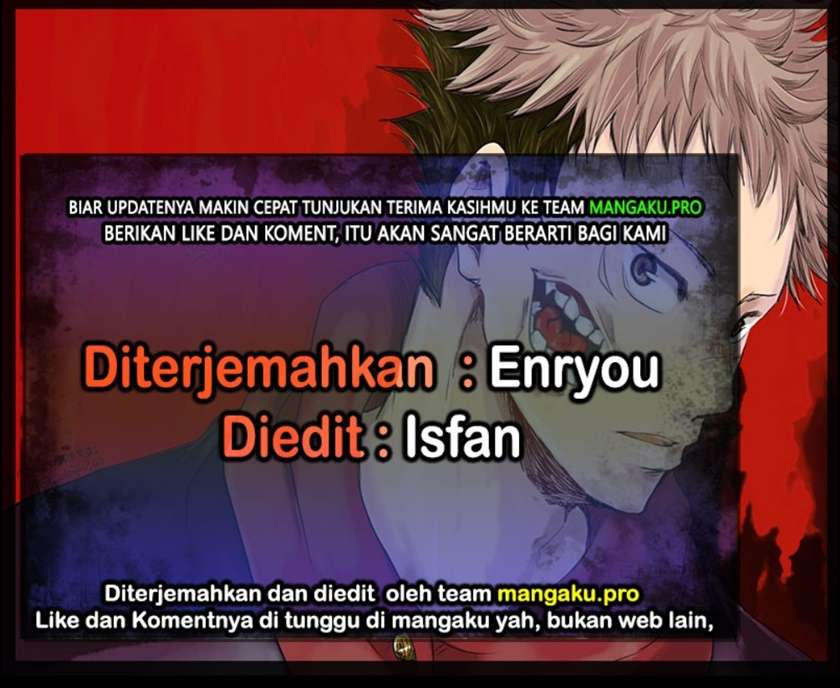 BIAR UPDATENYA MAKIN CEPAT TUNJUKAN TERIMA KASIHMU KE TEAM MANGAKU.PRO
BERIKAN LIKE DAN KOMENT, ITU AKAN SANGAT BERARTI BAGI KAMI
Diterjemahkan : Enryou
Diedit : Isfan
Diterjemahkan dan diedit oleh team mangaku.pro
Like dan Komentnya di tunggu di mangaku yah, bukan web lain,